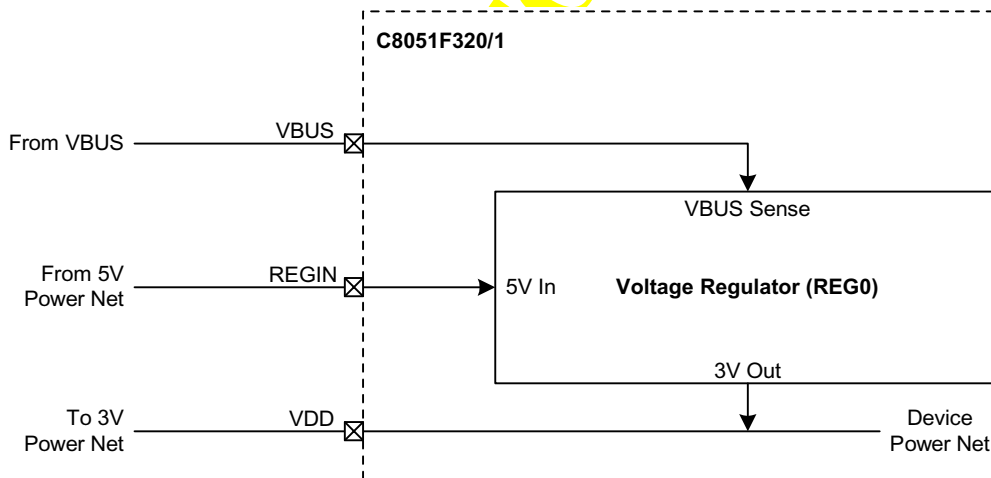 C8051F320/1
From VBUS
VBUS
VBUS Sense
From 5V
Power Net
REGIN
5V In
Voltage Regulator (REG0)
3V Out
To 3V
Power Net
VDD
Device
Power Net